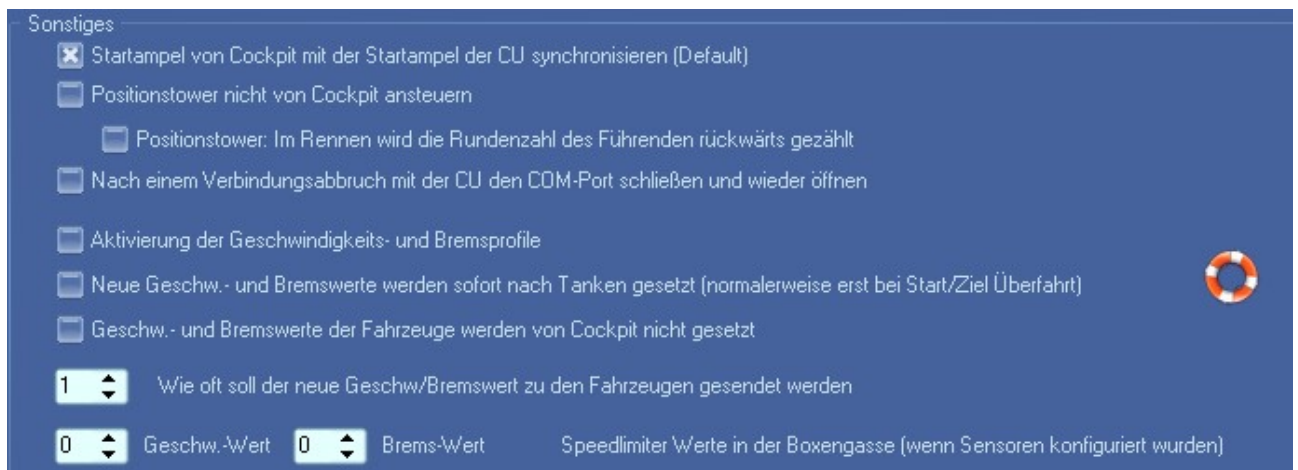 Sonstiges
Startampel von Cockpit mit der Startampel der CU synchronisieren (Default)
Positionstower nicht von Cockpit ansteuern
Positionstower: Im Rennen wird die Rundenzahl des Führenden rückwärts gezählt
Nach einem Verbindungsabbruch mit der CU den COM-Port schließen und wieder öffnen
Aktivierung der Geschwindigkeits- und Bremsprofile
Neue Geschw.- und Bremswerte werden sofort nach Tanken gesetzt (normalerweise erst bei Start/Ziel Überfahrt)
Geschw.- und Bremswerte der Fahrzeuge werden von Cockpit nicht gesetzt
1 Wie oft soll der neue Geschw/Bremswert zu den Fahrzeugen gesendet werden
0 Geschw.-Wert 0 Brems-Wert Speedlimiter Werte in der Boxengasse (wenn Sensoren konfiguriert wurden)